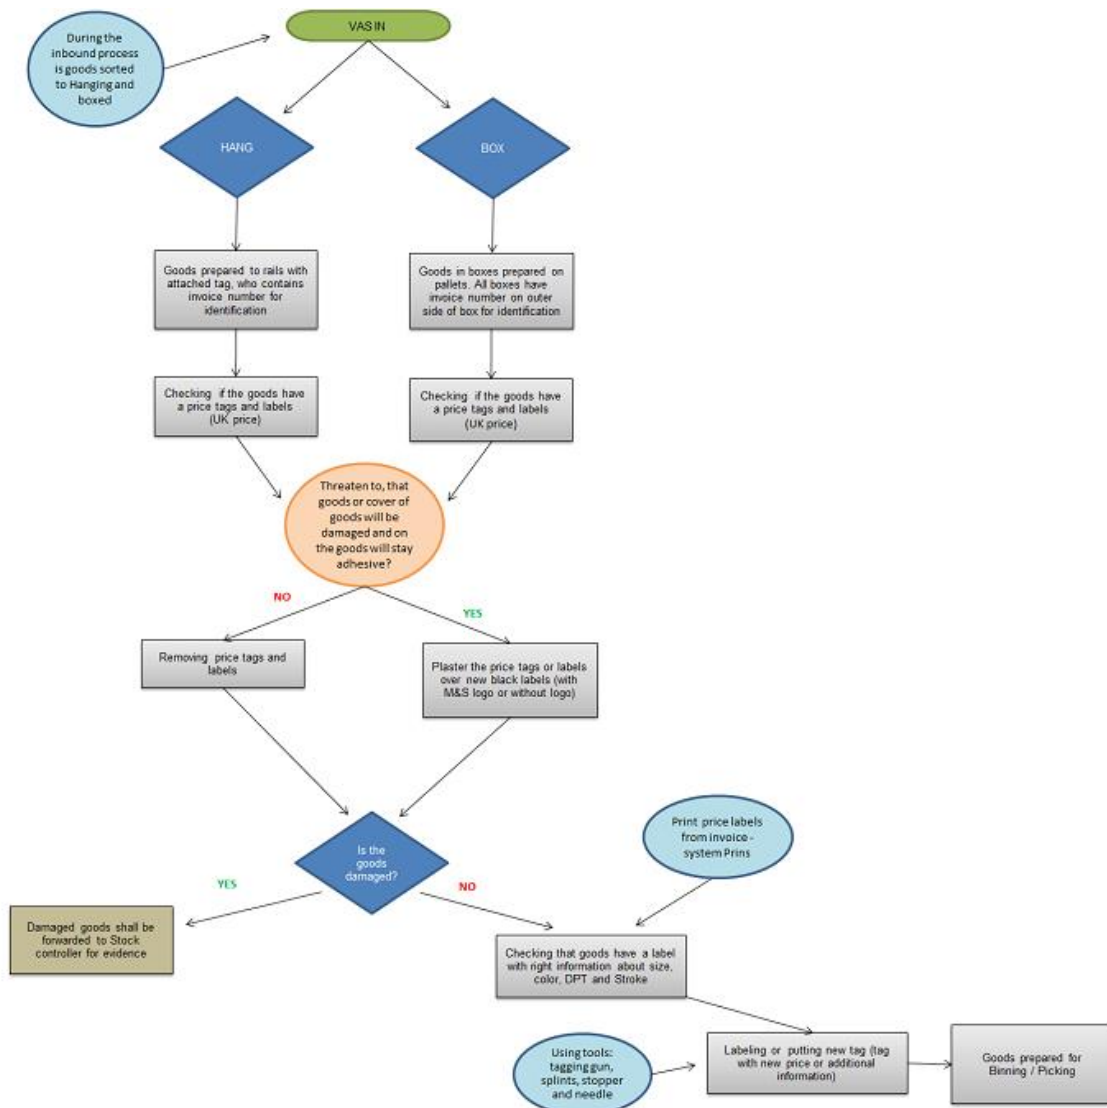 VAS IN
During the
inbound process
is goods sorted
to Hanging and
boxed
HANG
BOX
Goods prepared to rails with
attached tag, who contains
invoice number for
identification
Goods in boxes prepared on
pallets. All boxes have
invoice number on outer
side of box for identification
Checking if the goods have
a price tags and labels
(UK price)
Checking if the goods have
a price tags and labels
(UK price)
Threaten to, that
goods or cover of
goods will be
damaged and on
the goods will stay
adhesive?
NO
YES
Removing price tags and
labels
Plaster the price tags or labels
over new black labels (with
M&S logo or without logo)
Print price labels
from invoice -
system Prins
Is the
goods
damaged?
YES
NO
Damaged goods shall be
forwarded to Stock
controller for evidence
Checking that goods have a label
with right information about size,
color, DPT and Stroke
Using tools:
tagging gun,
splints, stopper
and needle
Labeling or putting new tag (tag
with new price or additional
information)
Goods prepared for
Binning / Picking